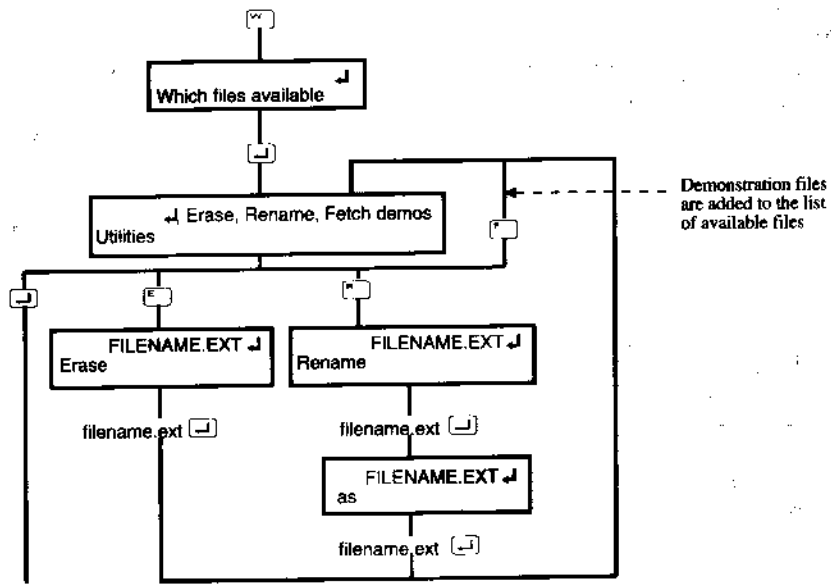 W
↵
Which files available
↵
↵ Erase, Rename, Fetch demos
Utilities
Demonstration files
are added to the list
of available files
F
↵
E
R
FILENAME.EXT ↵
Erase
FILENAME.EXT ↵
Rename
filename.ext ↵
filename.ext ↵
FILENAME.EXT ↵
as
filename.ext ↵